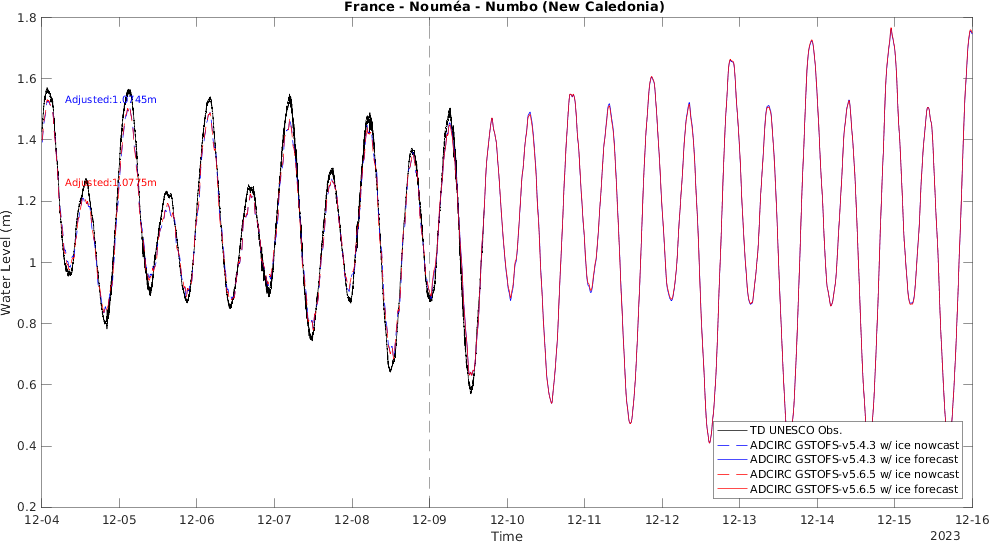 France - Nouméa - Numbo (New Caledonia)
1.8
1.6
1.4
1.2
1
0.8
0.6
0.4
0.2
Water Level (m)
Adjusted:1.0745m
Adjusted:1.0775m
TD UNESCO Obs.
ADCIRC GSTOFS-v5.4.3 w/ ice nowcast
ADCIRC GSTOFS-v5.4.3 w/ ice forecast
ADCIRC GSTOFS-v5.6.5 w/ ice nowcast
ADCIRC GSTOFS-v5.6.5 w/ ice forecast
12-04 12-05 12-06 12-07 12-08 12-09 12-10 12-11 12-12 12-13 12-14 12-15 12-16
Time
2023